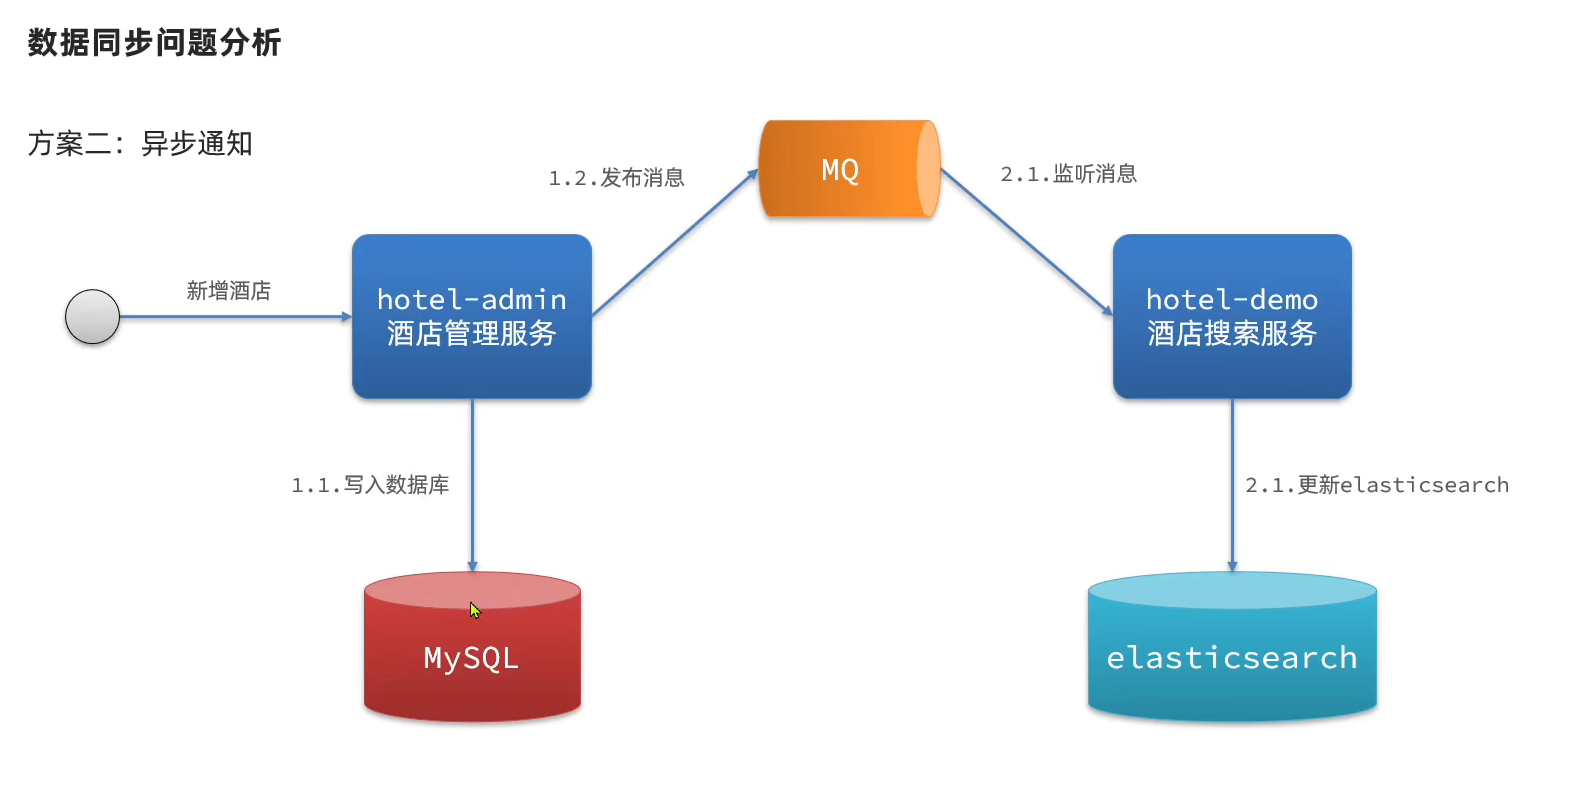 数据同步问题分析
方案二：异步通知
MQ
1.2.发布消息
2.1.监听消息
新增酒店
hotel-admin
酒店管理服务
hotel-demo
酒店搜索服务
1.1.写入数据库
2.1.更新elasticsearch
MySQL
elasticsearch